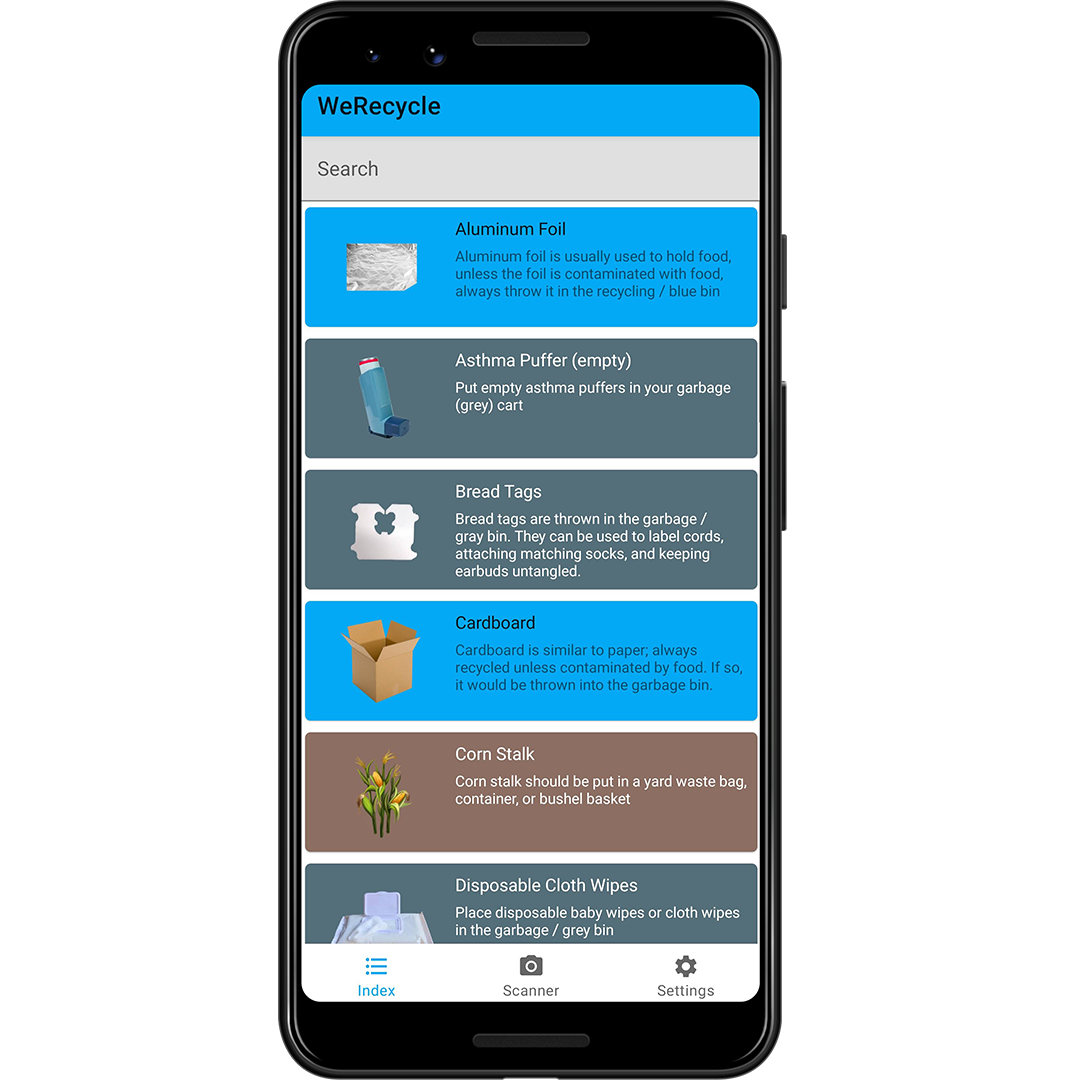 WeRecycle
Search
Aluminum Foil
Aluminum foil is usually used to hold food,
unless the foil is contaminated with food,
always throw it in the recycling / blue bin
Asthma Puffer (empty)
Put empty asthma puffers in your garbage
(grey) cart
Bread Tags
Bread tags are thrown in the garbage /
gray bin. They can be used to label cords,
attaching matching socks, and keeping
earbuds untangled.
Cardboard
Cardboard is similar to paper; always
recycled unless contaminated by food. If so,
it would be thrown into the garbage bin.
Corn Stalk
Corn stalk should be put in a yard waste bag,
container, or bushel basket
Disposable Cloth Wipes
Place disposable baby wipes or cloth wipes
in the garbage / grey bin
Index
Scanner
Settings